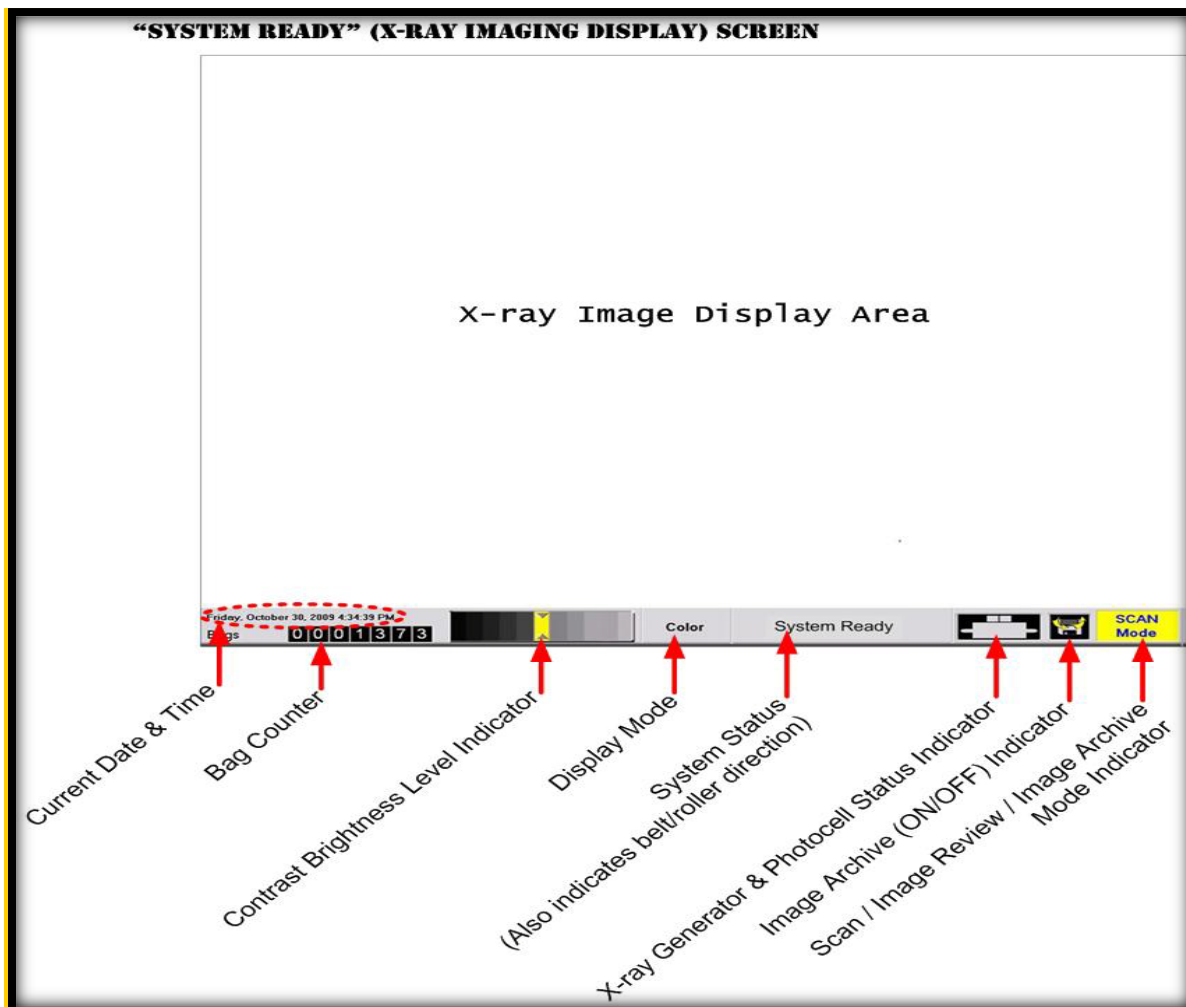 “SYSTEM READY” (X-RAY IMAGING DISPLAY) SCREEN
X-ray Image Display Area
Friday, October 30, 2009 4:34:39 PM
Bags 0001373
Color
System Ready
SCAN
Mode
Current Date & Time
Bag Counter
Contrast Brightness Level Indicator
Display Mode
System Status
(Also indicates belt/roller direction)
X-ray Generator & Photocell Status Indicator
Image Archive (ON/OFF) Indicator
Scan / Image Review / Image Archive
Mode Indicator